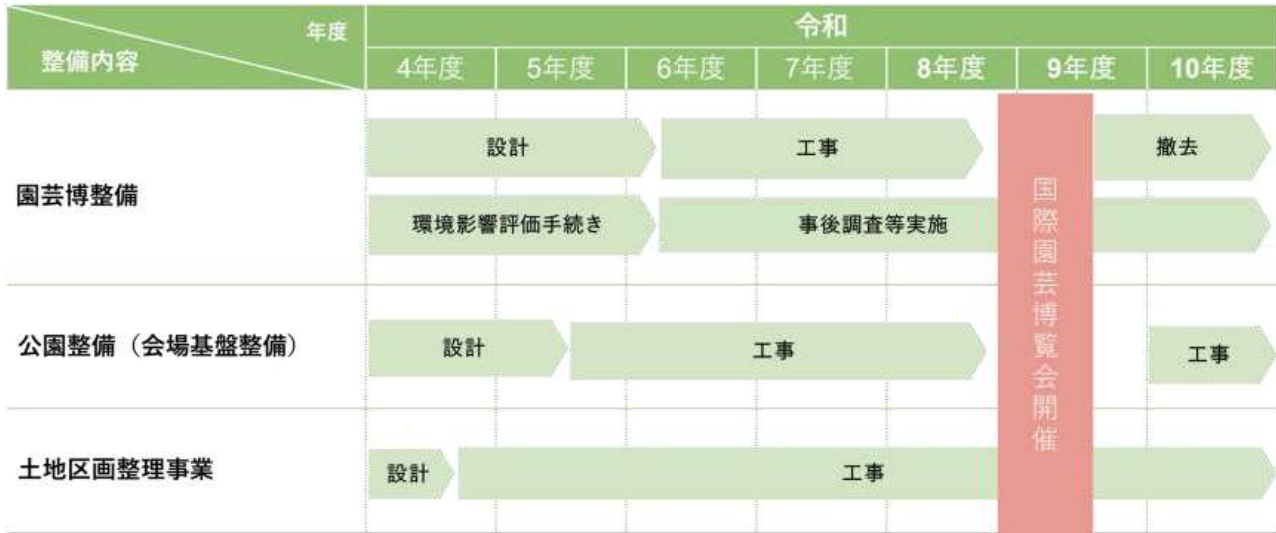 年度
整備内容
令和
4年度 5年度 6年度 7年度 8年度 9年度 10年度
園芸博整備
設計 工事 撤去
環境影響評価手続き 事後調査等実施
公園整備（会場基盤整備）
設計 工事 工事
土地区画整理事業
設計 工事
国際園芸博覧会開催